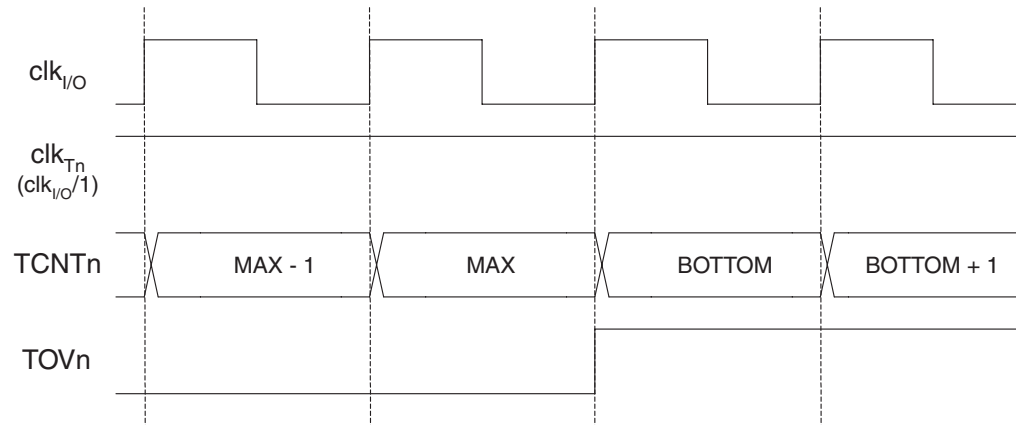 clkI/O
clkTn
(clkI/O/1)
TCNTn MAX - 1 MAX BOTTOM BOTTOM + 1
TOVn